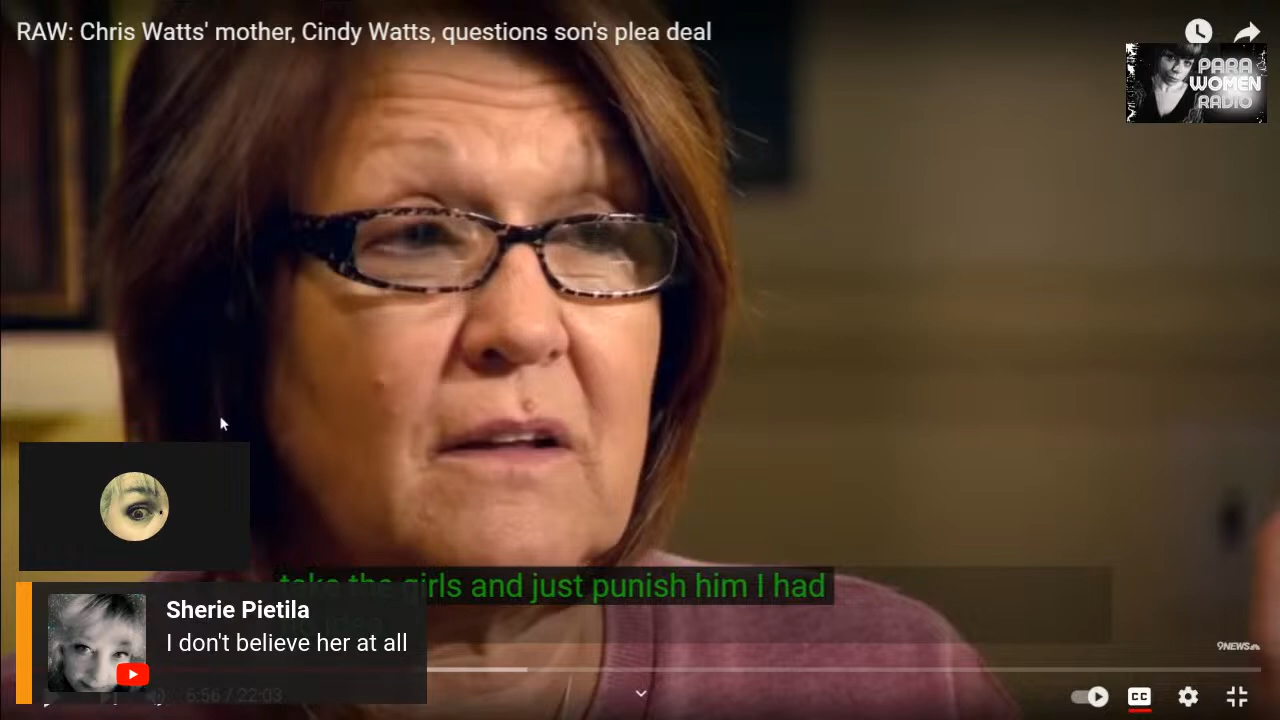 RAW: Chris Watts' mother, Cindy Watts, questions son's plea deal
PARA
WOMEN
RADIO
take the girls and just punish him I had
Sherie Pietila
I don't believe her at all
9NEWS
6:56 / 22:03
CC